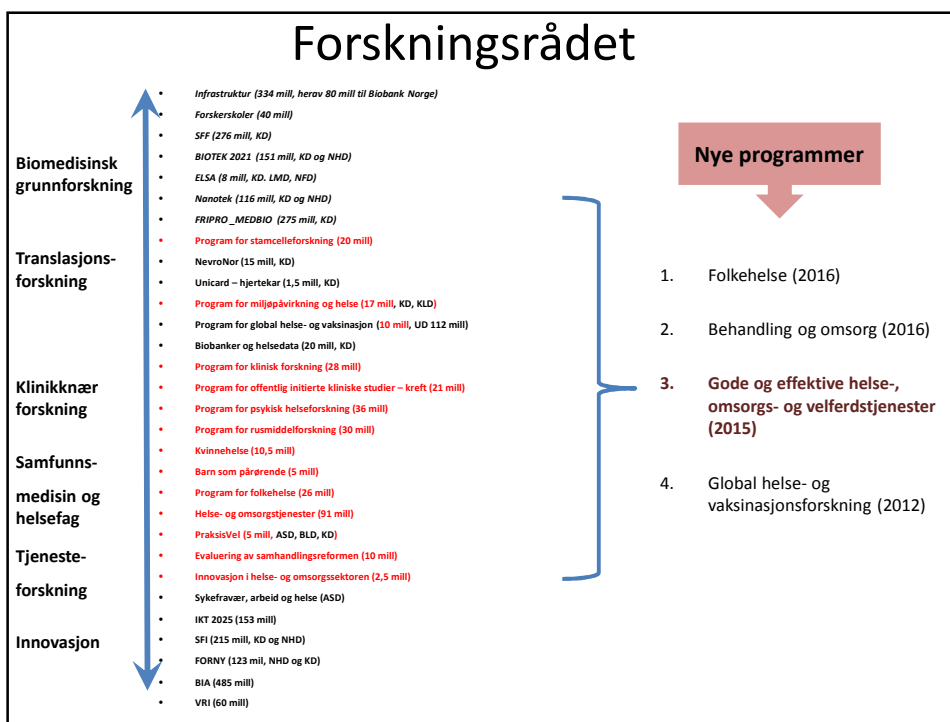 Forskningsrådet
Biomedisinsk
grunnforskning
Translasjons-
forskning
Klinikknær
forskning
Samfunns-
medisin og
helsefag
Tjeneste-
forskning
Innovasjon
• Infrastruktur (334 mill, herav 80 mill til Biobank Norge)
• Forskerskoler (40 mill)
• SFF (276 mill, KD)
• BIOTEK 2021 (151 mill, KD og NHD)
• ELSA (8 mill, KD. LMD, NFD)
• Nanotek (116 mill, KD og NHD)
• FRIPRO_MEDBIO (275 mill, KD)
• Program for stamcelleforskning (20 mill)
• NevroNor (15 mill, KD)
• Unicard – hjertekar (1,5 mill, KD)
• Program for miljøpåvirkning og helse (17 mill, KD, KLD)
• Program for global helse- og vaksinasjon (10 mill, UD 112 mill)
• Biobanker og helsedata (20 mill, KD)
• Program for klinisk forskning (28 mill)
• Program for offentlig initierte kliniske studier – kreft (21 mill)
• Program for psykisk helseforskning (36 mill)
• Program for rusmiddelforskning (30 mill)
• Kvinnehelse (10,5 mill)
• Barn som pårørende (5 mill)
• Program for folkehelse (26 mill)
• Helse- og omsorgstjenester (91 mill)
• PraksisVel (5 mill, ASD, BLD, KD)
• Evaluering av samhandlingsreformen (10 mill)
• Innovasjon i helse- og omsorgssektoren (2,5 mill)
• Sykefravær, arbeid og helse (ASD)
• IKT 2025 (153 mill)
• SFI (215 mill, KD og NHD)
• FORNY (123 mil, NHD og KD)
• BIA (485 mill)
• VRI (60 mill)
Nye programmer
1. Folkehelse (2016)
2. Behandling og omsorg (2016)
3. Gode og effektive helse-,
omsorgs- og velferdstjenester
(2015)
4. Global helse- og
vaksinasjonsforskning (2012)